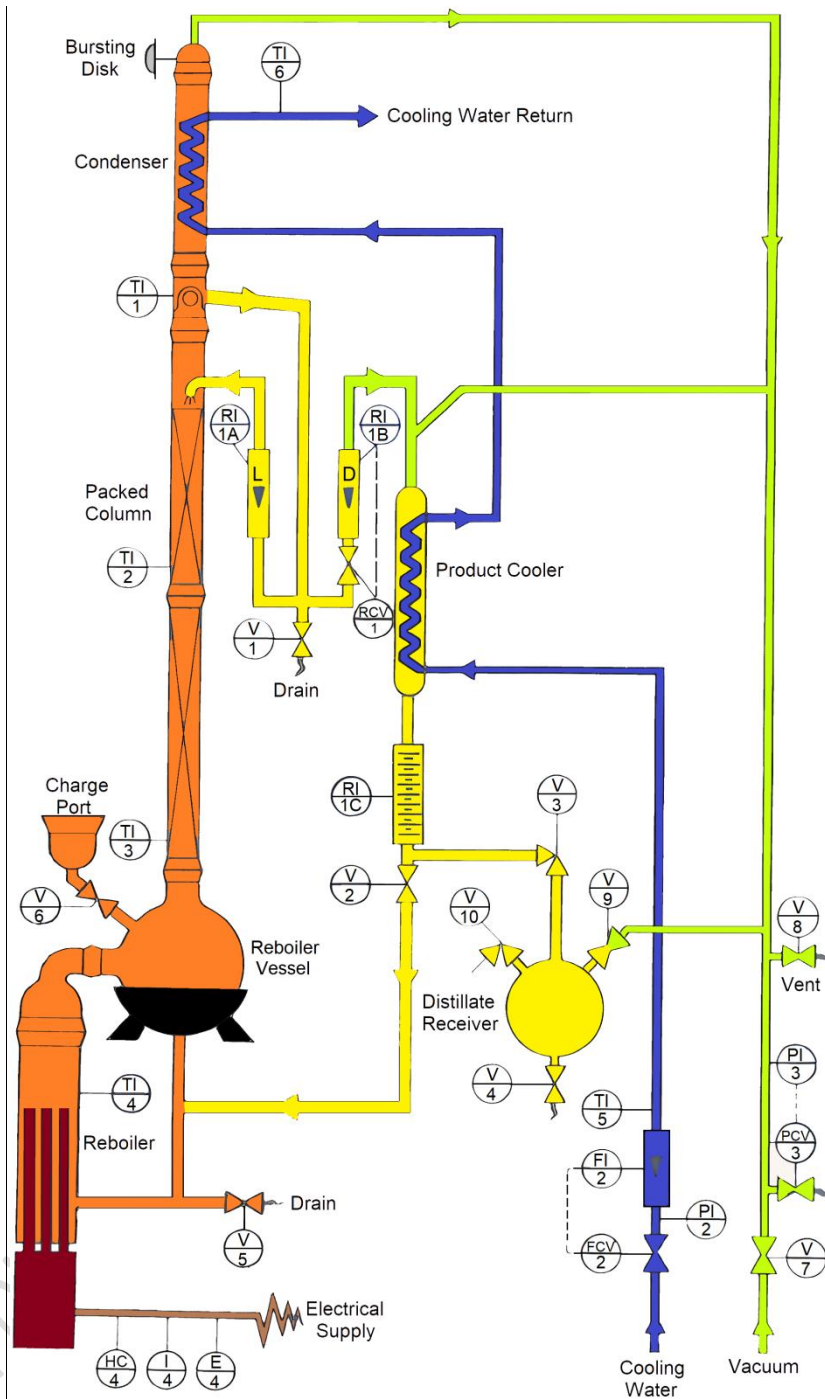 Bursting
Disk
TI
6
Cooling Water Return
Condenser
TI
1
RI
1A
RI
1B
L
D
Packed
Column
TI
2
Product Cooler
RCV
1
V
1
Drain
RI
1C
V
3
Charge
Port
TI
3
V
2
V
9
V
10
V
8
V
6
Reboiler
Vessel
Distillate
Receiver
Vent
PI
3
TI
4
V
4
TI
5
PCV
3
Reboiler
FI
2
Drain
PI
2
V
5
FCV
2
V
7
Electrical
Supply
HC
4
I
4
E
4
Cooling
Water
Vacuum